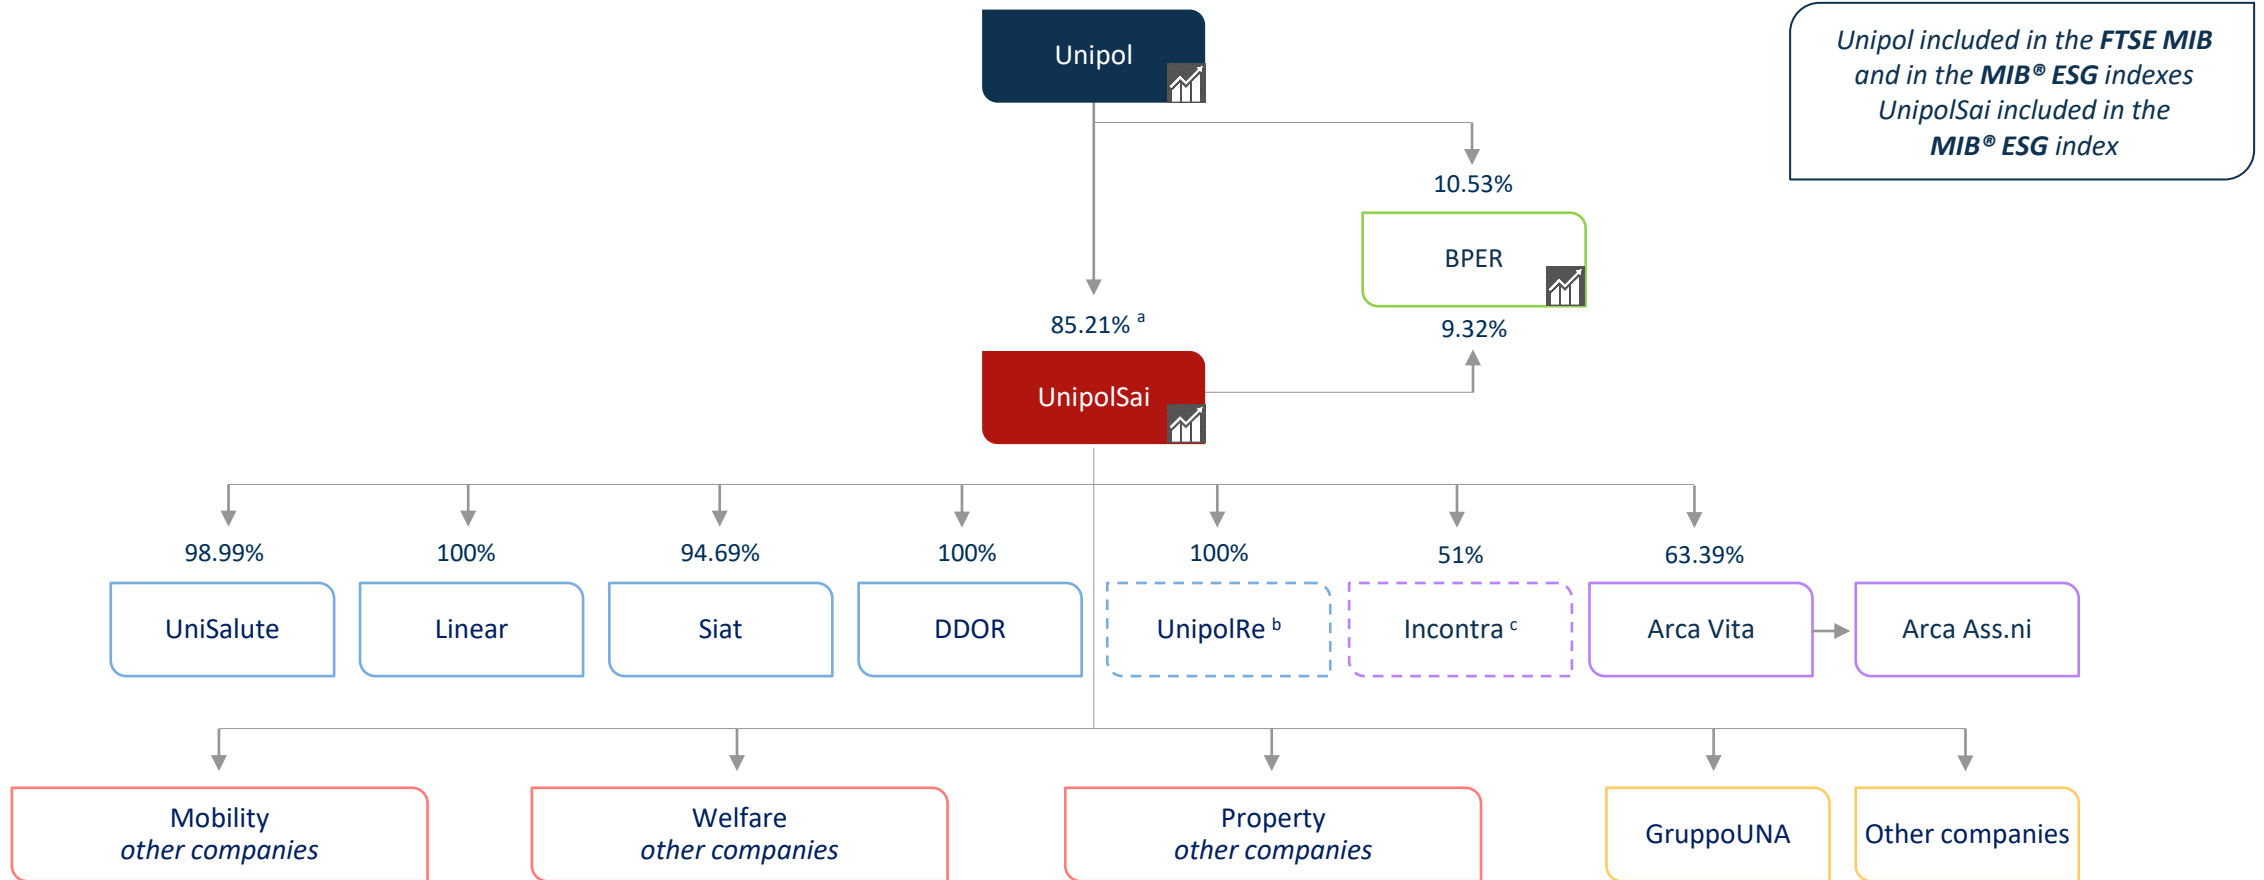 Unipol
Unipol included in the FTSE MIB
and in the MIB® ESG indexes
UnipolSai included in the
MIB® ESG index
10.53%
BPER
9.32%
85.21% a
UnipolSai
98.99%
100%
94.69%
100%
100%
51%
63.39%
UniSalute
Linear
Siat
DDOR
UnipolRe b
Incontra c
Arca Vita
Arca Ass.ni
Mobility
other companies
Welfare
other companies
Property
other companies
GruppoUNA
Other companies